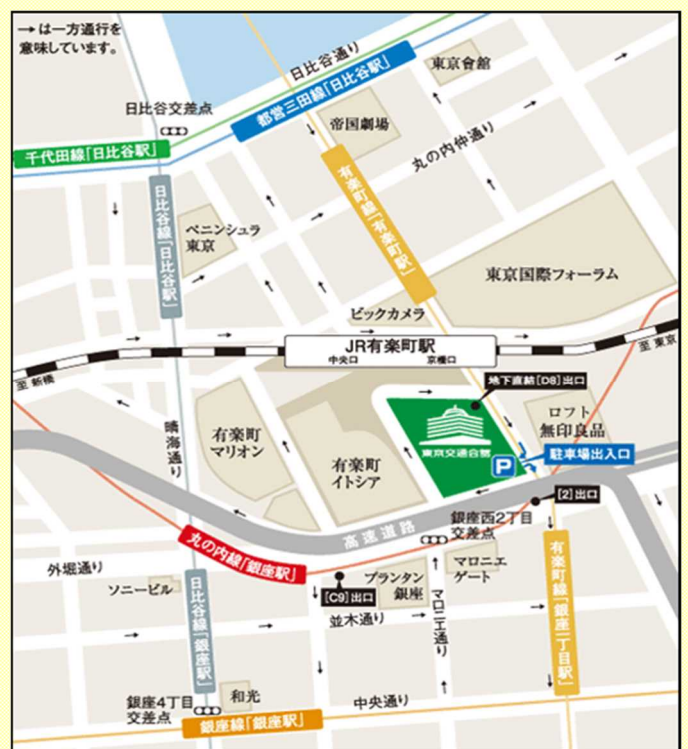 →は一方通行を
意味しています。
日比谷通り
東京會館
都営三田線「日比谷駅」
日比谷交差点
帝国劇場
千代田線「日比谷駅」
丸の内仲通り
有楽町線「有楽町駅」
日比谷線「日比谷駅」
ペニンシュラ
東京
東京国際フォーラム
ビックカメラ
JR有楽町駅
中央口
京橋口
至 新橋
至 東京
地下直結[D8]出口
晴海通り
有楽町
マリオン
有楽町
イトシア
東京交通会館
ロフト
無印良品
P
駐車場出入口
[2]出口
高速道路
銀座西2丁目
交差点
丸の内線「銀座駅」
外堀通り
ソニービル
[C9]出口
プランタン
銀座
マロニエ
ゲート
マロニエ通り
有楽町線「銀座一丁目駅」
日比谷線「銀座駅」
並木通り
銀座4丁目
交差点
和光
中央通り
銀座線「銀座駅」